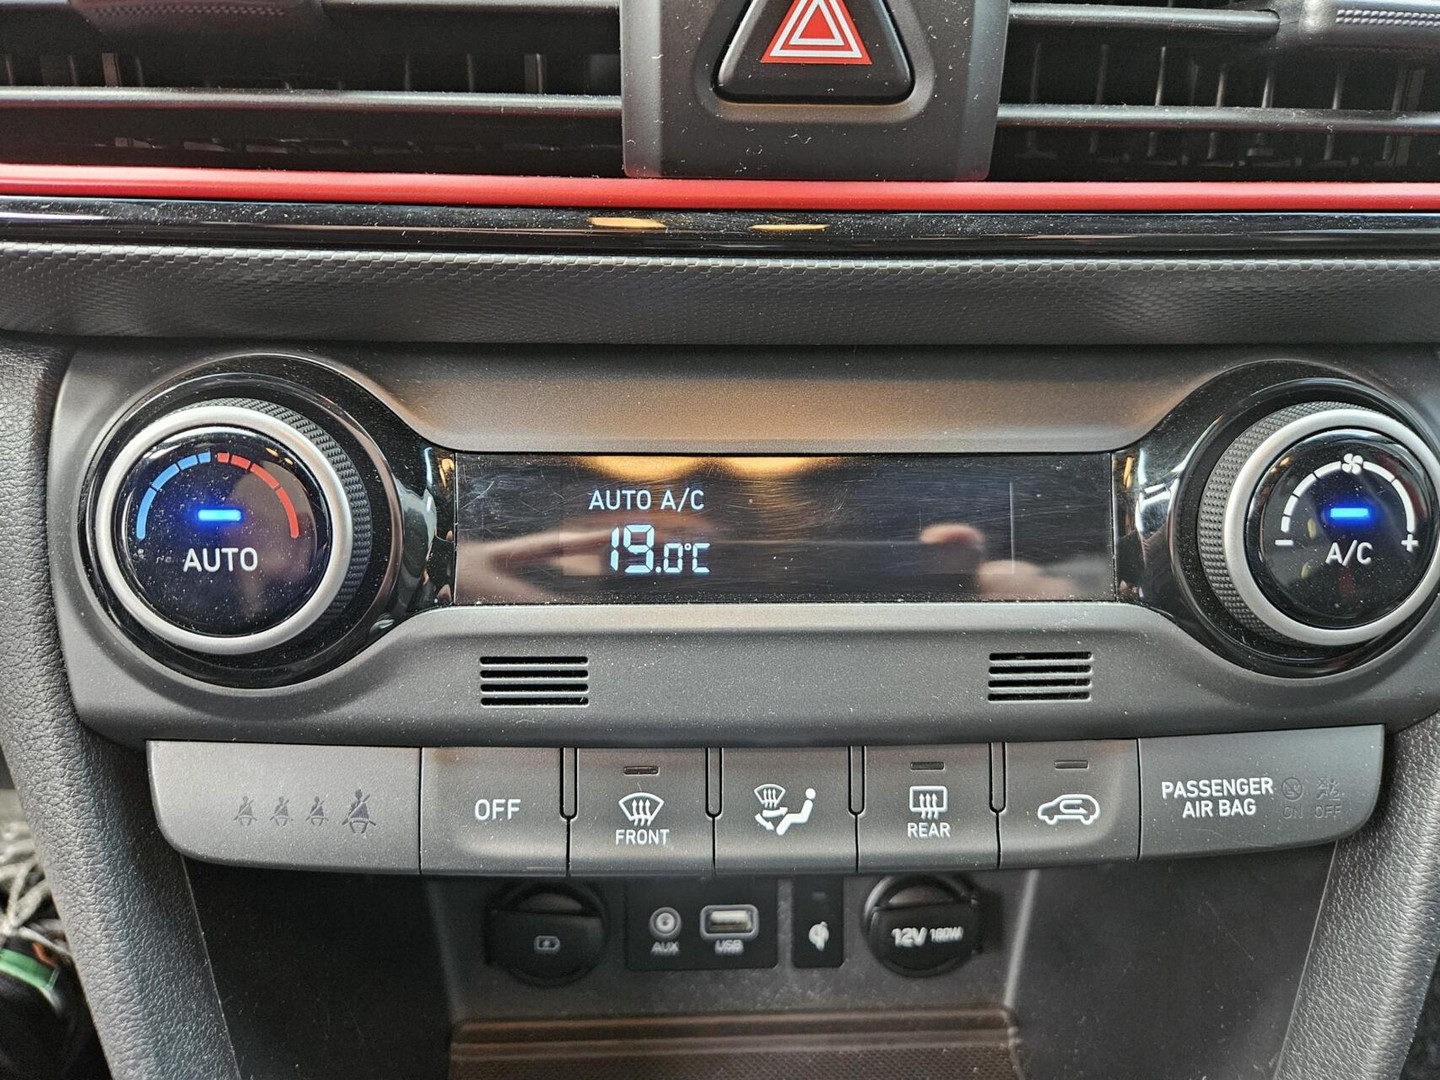 AUTO A/C
19.0°C
AUTO
A/C
- +
OFF
FRONT
REAR
PASSENGER
AIR BAG
ON OFF
AUX
USB
12V 180W